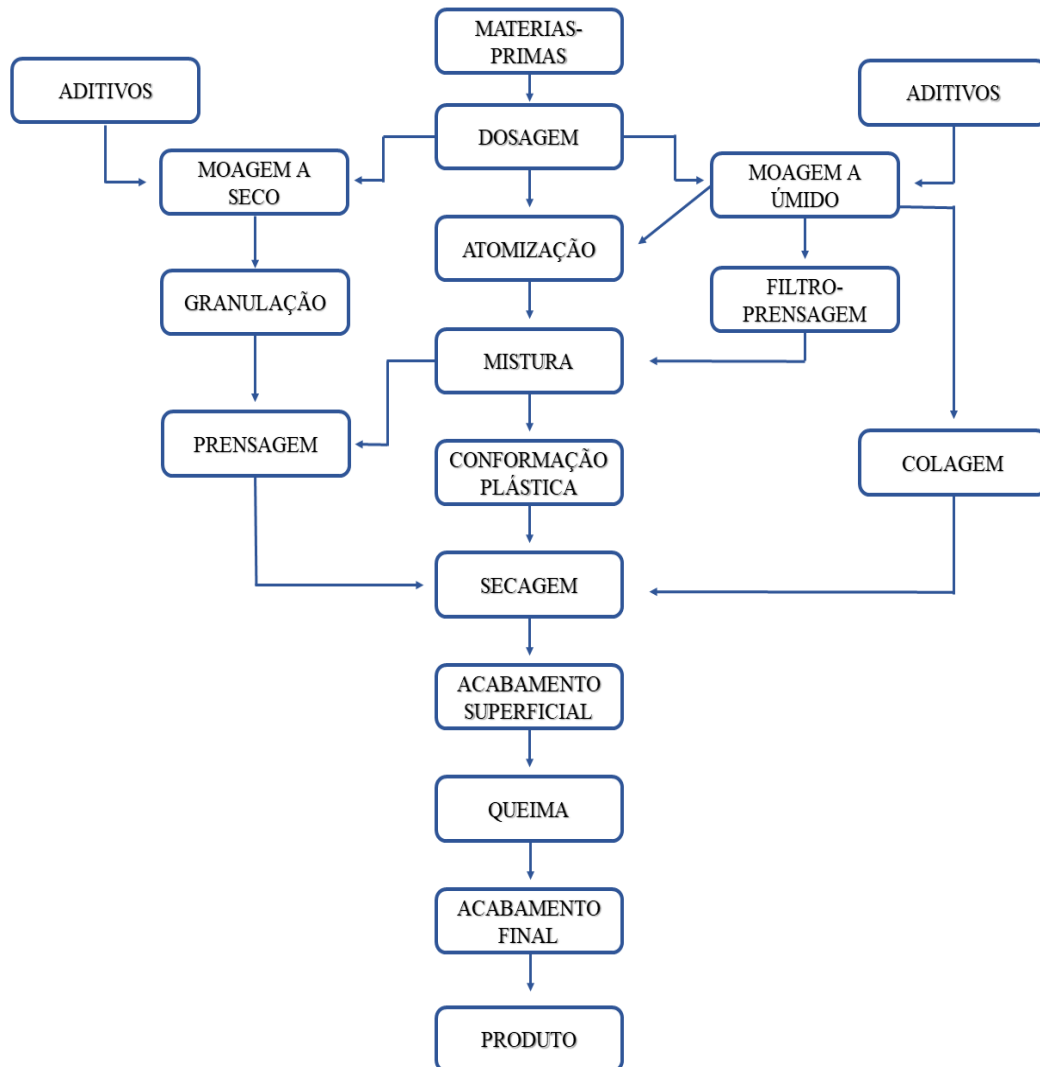 MATERIAS-
PRIMAS
ADITIVOS
ADITIVOS
DOSAGEM
MOAGEM A
SECO
MOAGEM A
ÚMIDO
ATOMIZAÇÃO
GRANULAÇÃO
FILTRO-
PRENSAGEM
MISTURA
PRENSAGEM
CONFORMAÇÃO
PLÁSTICA
COLAGEM
SECAGEM
ACABAMENTO
SUPERFICIAL
QUEIMA
ACABAMENTO
FINAL
PRODUTO